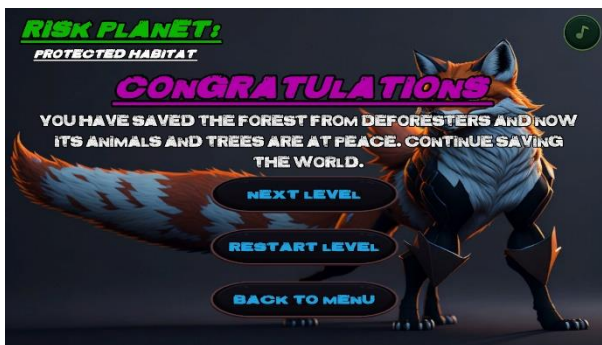 RISK PLANET:
PROTECTED HABITAT
CONGRATULATIONS
YOU HAVE SAVED THE FOREST FROM DEFORESTERS AND NOW
ITS ANIMALS AND TREES ARE AT PEACE. CONTINUE SAVING
THE WORLD.
NEXT LEVEL
RESTART LEVEL
BACK TO MENU